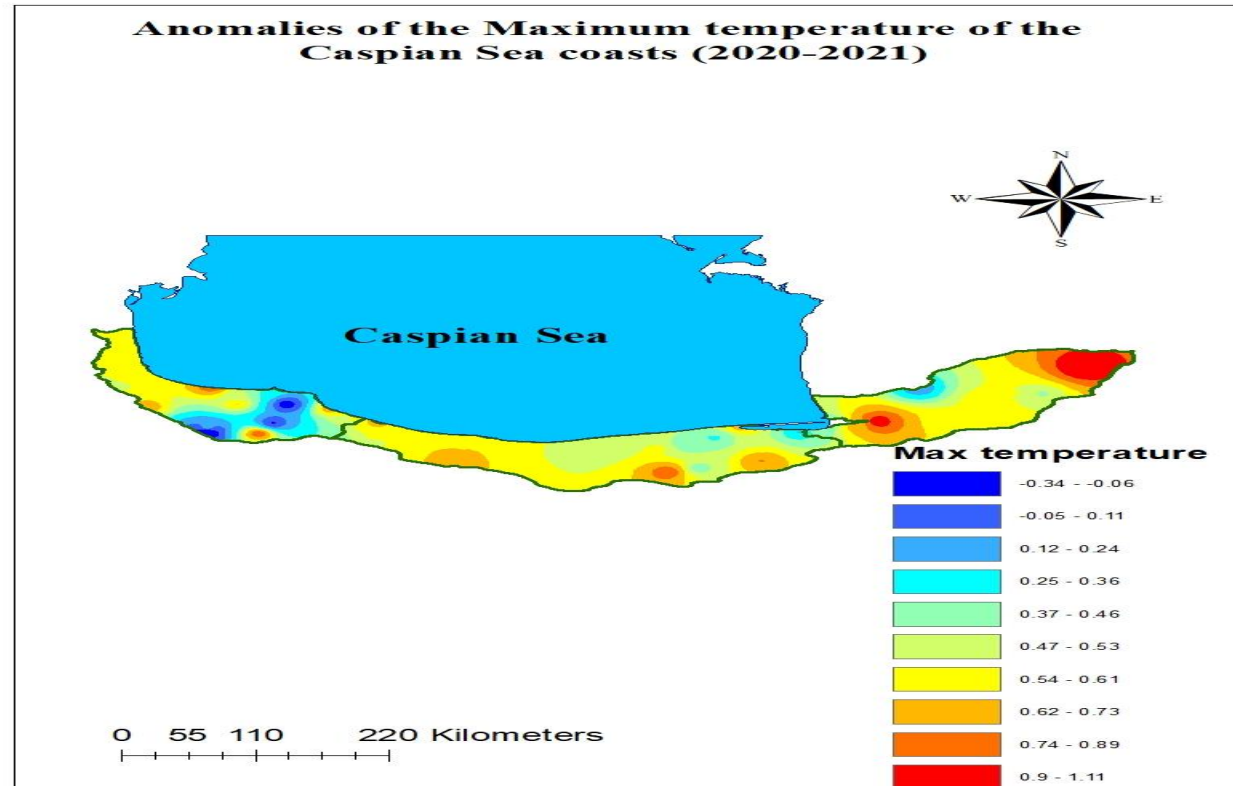 Anomalies of the Maximum temperature of the
Caspian Sea coasts (2020-2021)
N
W
E
S
Caspian Sea
Max temperature
-0.34 - -0.06
-0.05 - 0.11
0.12 - 0.24
0.25 - 0.36
0.37 - 0.46
0.47 - 0.53
0.54 - 0.61
0.62 - 0.73
0.74 - 0.89
0.9 - 1.11
0 55 110 220 Kilometers